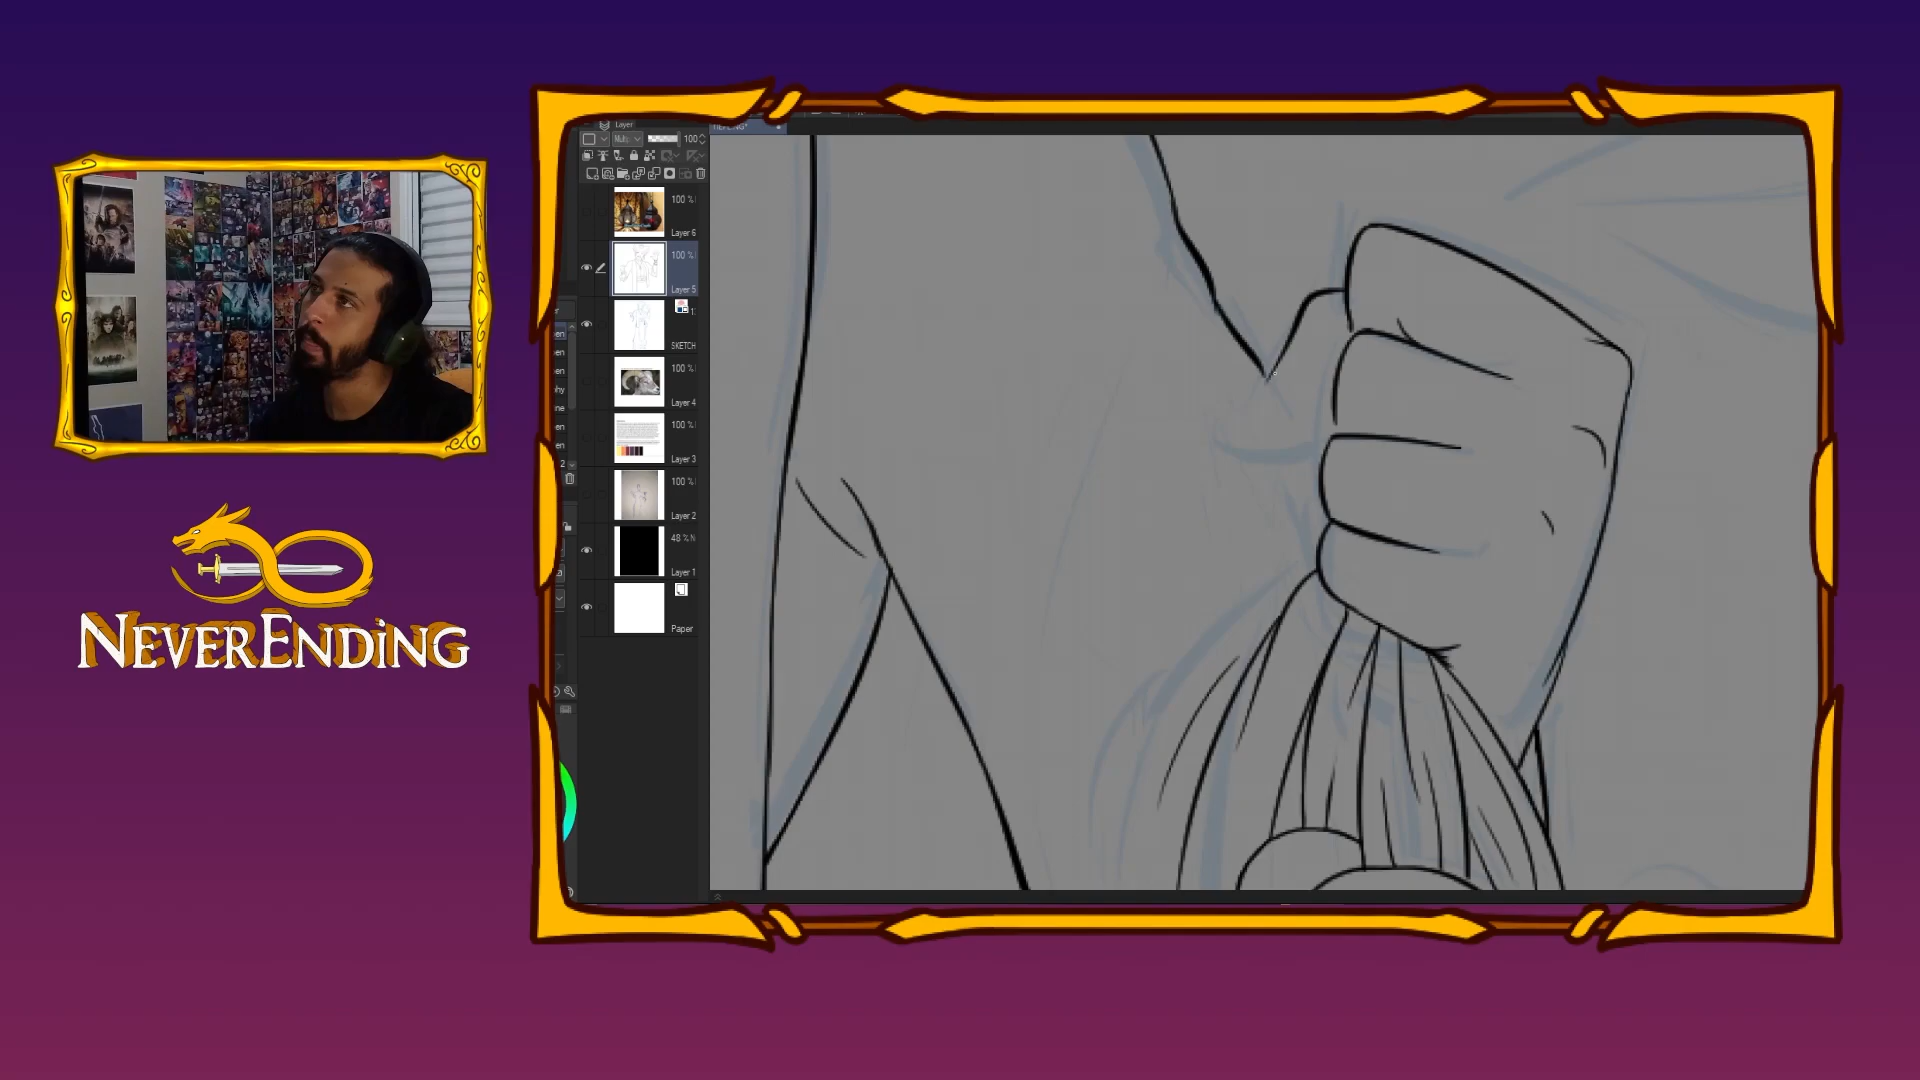 Layer
100
100 %
Layer 6
100 %
Layer 5
SKETCH
100 %
Layer 4
100 %
Layer 3
100 %
Layer 2
48 %
Layer 1
Paper
NEVERENDiNG